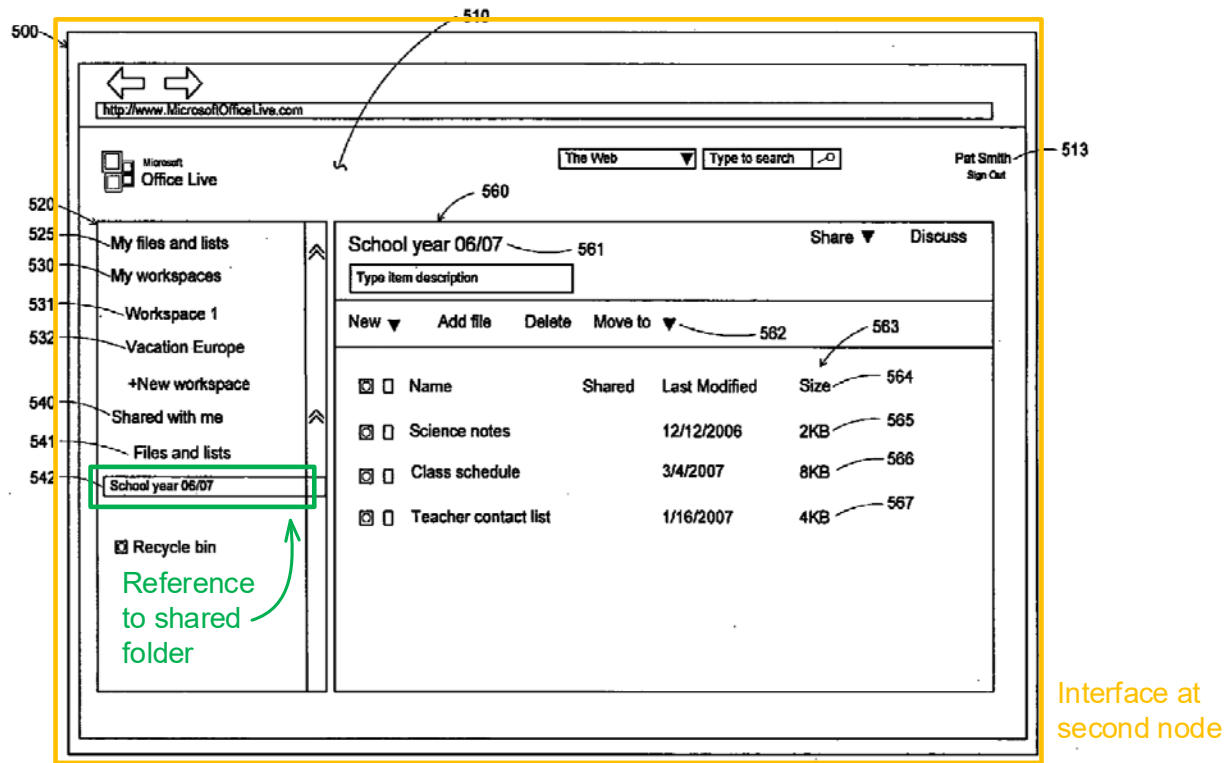 510
500
http://www.MicrosoftOfficeLive.com
Microsoft
Office Live
The Web ▼ Type to search
Pat Smith
Sign Out
513
520
525
530
531
532
540
541
542
My files and lists
My workspaces
Workspace 1
Vacation Europe
+New workspace
Shared with me
Files and lists
School year 06/07
Recycle bin
Reference
to shared
folder
560
School year 06/07
561
Share ▼ Discuss
Type item description
New ▼ Add file Delete Move to ▼
562
563
Name Shared Last Modified Size 564
Science notes 12/12/2006 2KB 565
Class schedule 3/4/2007 8KB 566
Teacher contact list 1/16/2007 4KB 567
Interface at
second node